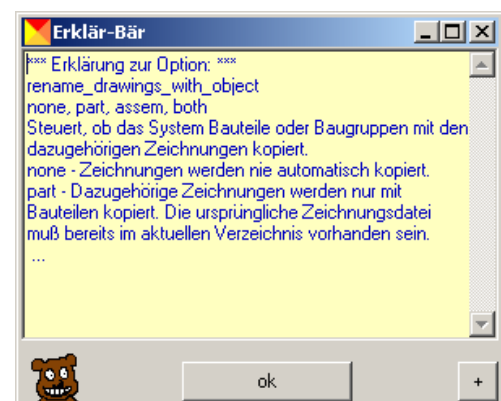 Erklär-Bär
*** Erklärung zur Option: ***
rename_drawings_with_object
none, part, assem, both
Steuert, ob das System Bauteile oder Baugruppen mit den
dazugehörigen Zeichnungen kopiert.
none - Zeichnungen werden nie automatisch kopiert.
part - Dazugehörige Zeichnungen werden nur mit
Bauteilen kopiert. Die ursprüngliche Zeichnungsdatei
muß bereits im aktuellen Verzeichnis vorhanden sein.
...
ok
+